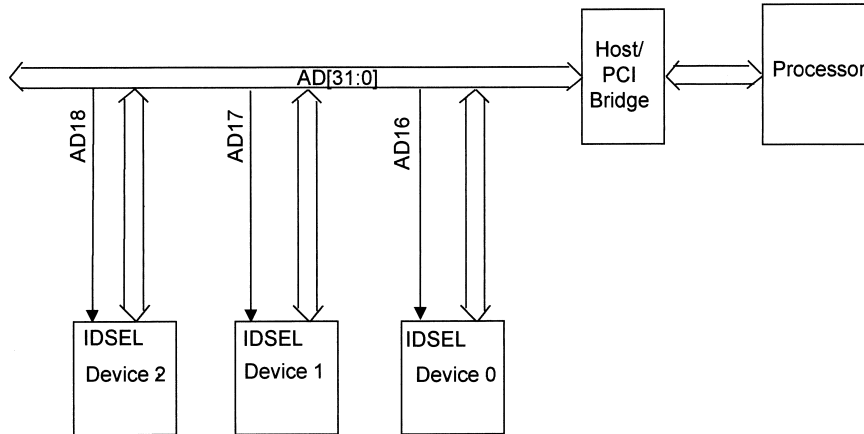 AD[31:0]
Host/
PCI
Bridge
Processor
AD18
AD17
AD16
IDSEL
Device 2
IDSEL
Device 1
IDSEL
Device 0